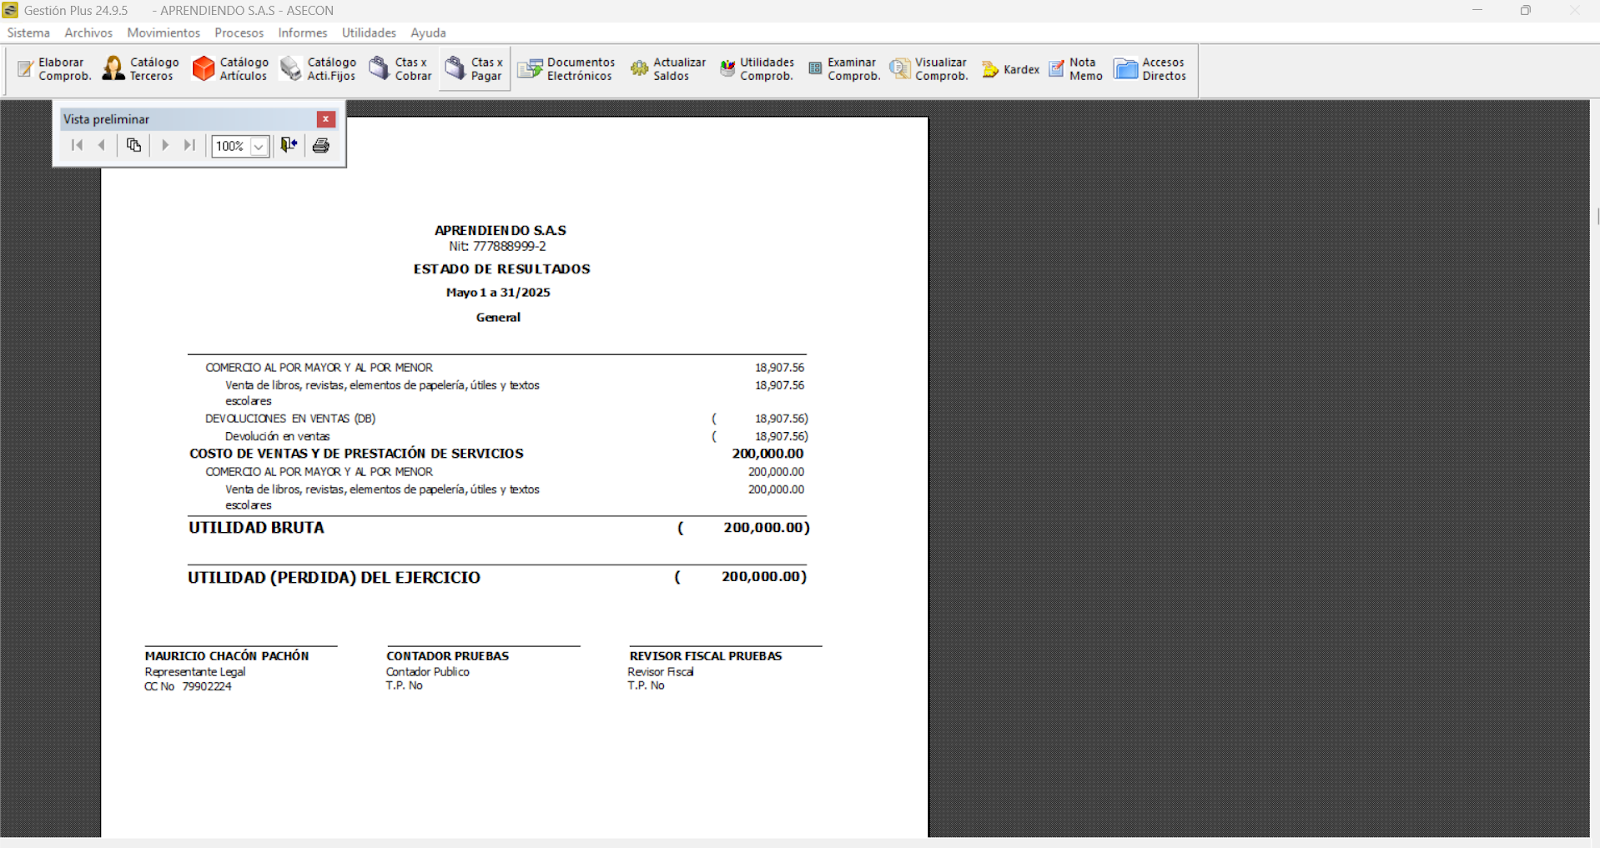 Gestión Plus 24.9.5 - APRENDIENDO S.A.S - ASECON
Sistema Archivos Movimientos Procesos Informes Utilidades Ayuda
Elaborar Comprob.
Catálogo Terceros
Catálogo Artículos
Catálogo Acti.Fijos
Ctas x Cobrar
Ctas x Pagar
Documentos Electrónicos
Actualizar Saldos
Utilidades Comprob.
Examinar Comprob.
Visualizar Comprob.
Kardex
Nota Memo
Accesos Directos
Vista preliminar
100%
APRENDIENDO S.A.S
Nit: 777888999-2
ESTADO DE RESULTADOS
Mayo 1 a 31/2025
General
COMERCIO AL POR MAYOR Y AL POR MENOR 18,907.56
Venta de libros, revistas, elementos de papelería, útiles y textos 18,907.56
escolares
DEVOLUCIONES EN VENTAS (DB) ( 18,907.56)
Devolución en ventas ( 18,907.56)
COSTO DE VENTAS Y DE PRESTACIÓN DE SERVICIOS 200,000.00
COMERCIO AL POR MAYOR Y AL POR MENOR 200,000.00
Venta de libros, revistas, elementos de papelería, útiles y textos 200,000.00
escolares
UTILIDAD BRUTA ( 200,000.00)
UTILIDAD (PERDIDA) DEL EJERCICIO ( 200,000.00)
MAURICIO CHACÓN PACHÓN
Representante Legal
CC No 79902224
CONTADOR PRUEBAS
Contador Publico
T.P. No
REVISOR FISCAL PRUEBAS
Revisor Fiscal
T.P. No